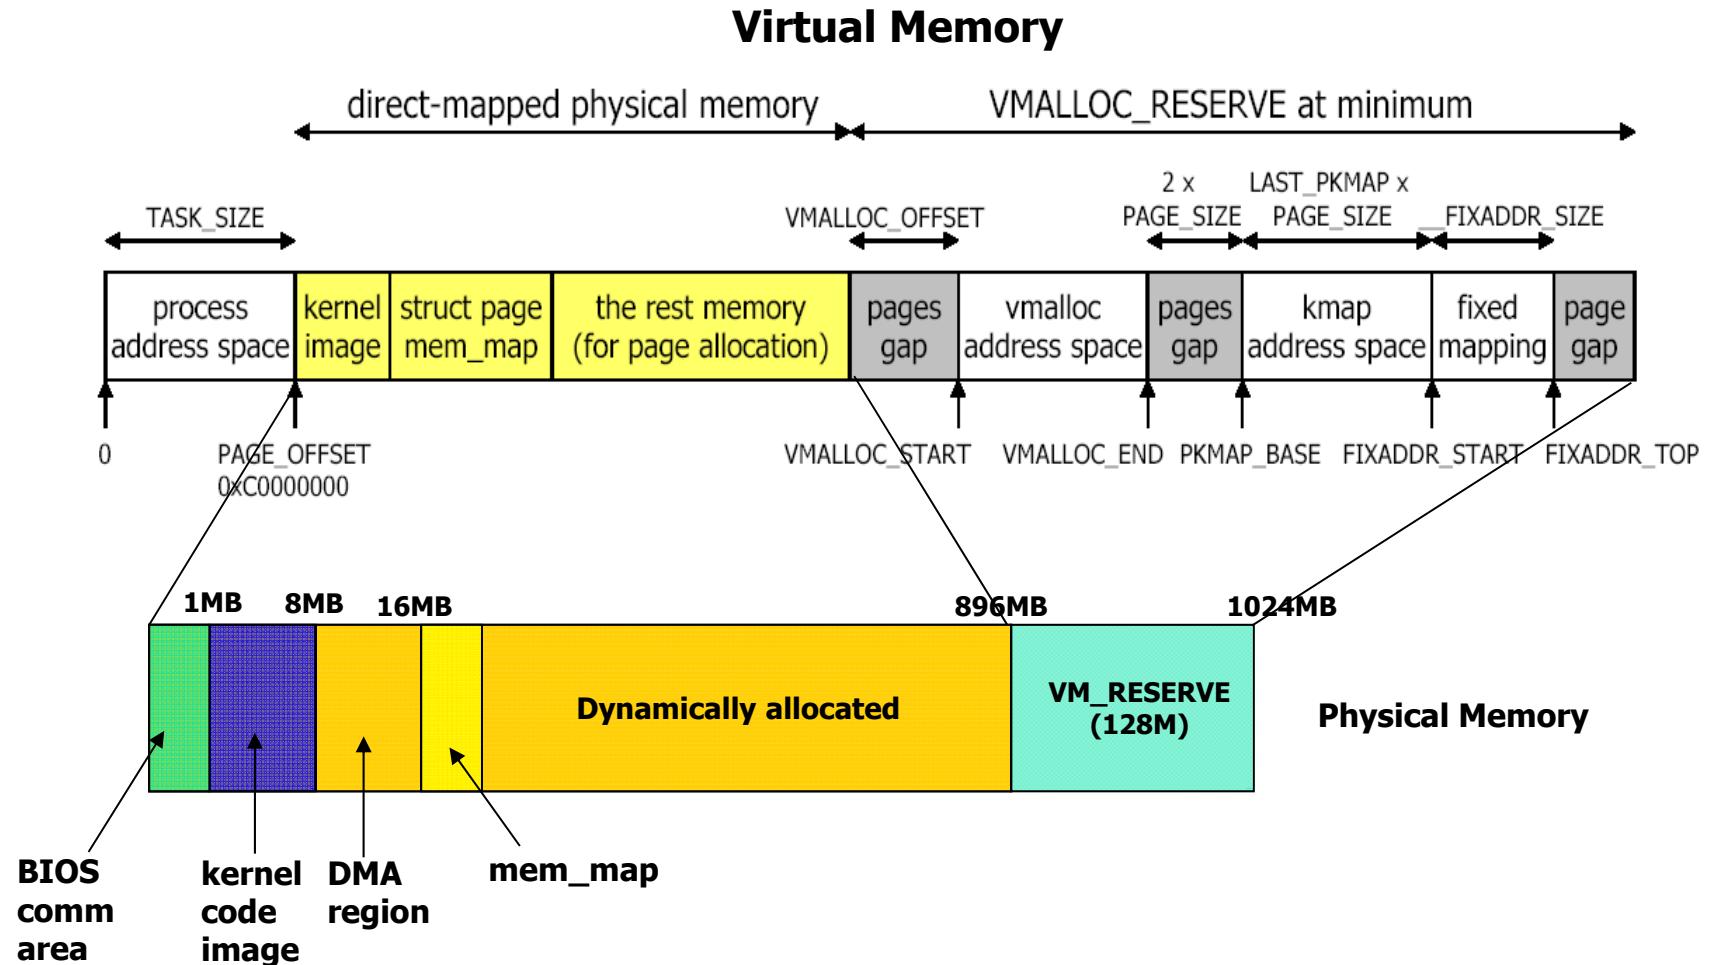 Virtual Memory
direct-mapped physical memory
VMALLOC_RESERVE at minimum
2 x
LAST_PKMAP x
TASK_SIZE
VMALLOC_OFFSET
PAGE_SIZE
PAGE_SIZE
__FIXADDR_SIZE
process
address space
kernel
image
struct page
mem_map
the rest memory
(for page allocation)
pages
gap
vmalloc
address space
pages
gap
kmap
address space
fixed
mapping
page
gap
0
PAGE_OFFSET
0xC0000000
VMALLOC_START
VMALLOC_END
PKMAP_BASE
FIXADDR_START
FIXADDR_TOP
1MB
8MB
16MB
896MB
1024MB
Dynamically allocated
VM_RESERVE
(128M)
Physical Memory
BIOS
comm
area
kernel
code
image
DMA
region
mem_map